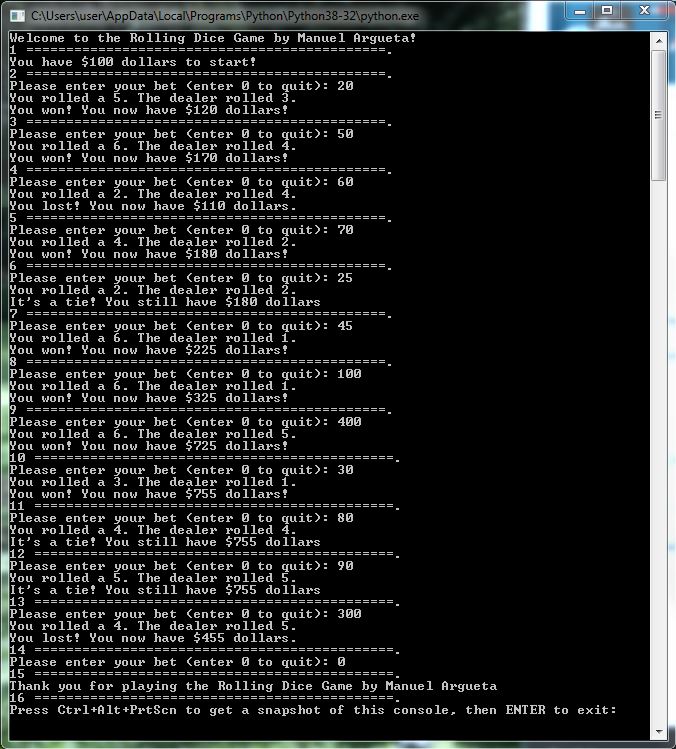 C:\Users\user\AppData\Local\Programs\Python\Python38-32\python.exe
Welcome to the Rolling Dice Game by Manuel Argueta!
1 =============================================.
You have $100 dollars to start!
2 =============================================.
Please enter your bet (enter 0 to quit): 20
You rolled a 5. The dealer rolled 3.
You won! You now have $120 dollars!
3 =============================================.
Please enter your bet (enter 0 to quit): 50
You rolled a 6. The dealer rolled 4.
You won! You now have $170 dollars!
4 =============================================.
Please enter your bet (enter 0 to quit): 60
You rolled a 2. The dealer rolled 4.
You lost! You now have $110 dollars.
5 =============================================.
Please enter your bet (enter 0 to quit): 70
You rolled a 4. The dealer rolled 2.
You won! You now have $180 dollars!
6 =============================================.
Please enter your bet (enter 0 to quit): 25
You rolled a 2. The dealer rolled 2.
It's a tie! You still have $180 dollars
7 =============================================.
Please enter your bet (enter 0 to quit): 45
You rolled a 6. The dealer rolled 1.
You won! You now have $225 dollars!
8 =============================================.
Please enter your bet (enter 0 to quit): 100
You rolled a 6. The dealer rolled 1.
You won! You now have $325 dollars!
9 =============================================.
Please enter your bet (enter 0 to quit): 400
You rolled a 6. The dealer rolled 5.
You won! You now have $725 dollars!
10 =============================================.
Please enter your bet (enter 0 to quit): 30
You rolled a 3. The dealer rolled 1.
You won! You now have $755 dollars!
11 =============================================.
Please enter your bet (enter 0 to quit): 80
You rolled a 4. The dealer rolled 4.
It's a tie! You still have $755 dollars
12 =============================================.
Please enter your bet (enter 0 to quit): 90
You rolled a 5. The dealer rolled 5.
It's a tie! You still have $755 dollars
13 =============================================.
Please enter your bet (enter 0 to quit): 300
You rolled a 4. The dealer rolled 5.
You lost! You now have $455 dollars.
14 =============================================.
Please enter your bet (enter 0 to quit): 0
15 =============================================.
Thank you for playing the Rolling Dice Game by Manuel Argueta
16 =============================================.
Press Ctrl+Alt+PrtScn to get a snapshot of this console, then ENTER to exit: